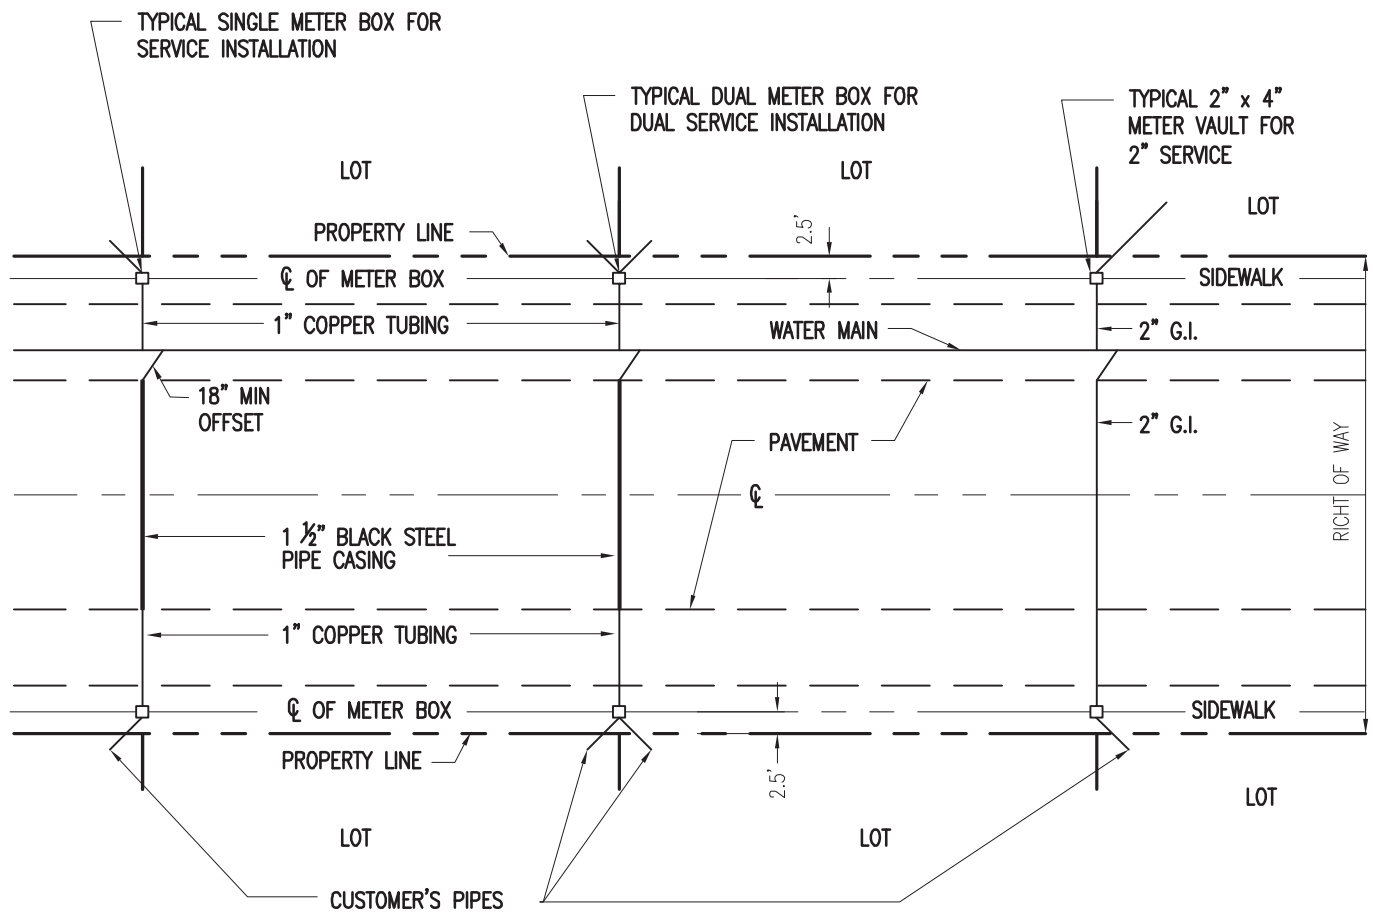 TYPICAL SINGLE METER BOX FOR
SERVICE INSTALLATION
TYPICAL DUAL METER BOX FOR
DUAL SERVICE INSTALLATION
TYPICAL 2" x 4"
METER VAULT FOR
2" SERVICE
LOT
LOT
LOT
PROPERTY LINE
2.5'
℄ OF METER BOX
SIDEWALK
1" COPPER TUBING
WATER MAIN
2" G.I.
18" MIN
OFFSET
PAVEMENT
2" G.I.
RICHT OF WAY
℄
1 ½" BLACK STEEL
PIPE CASING
1" COPPER TUBING
℄ OF METER BOX
SIDEWALK
PROPERTY LINE
2.5'
LOT
LOT
LOT
CUSTOMER'S PIPES